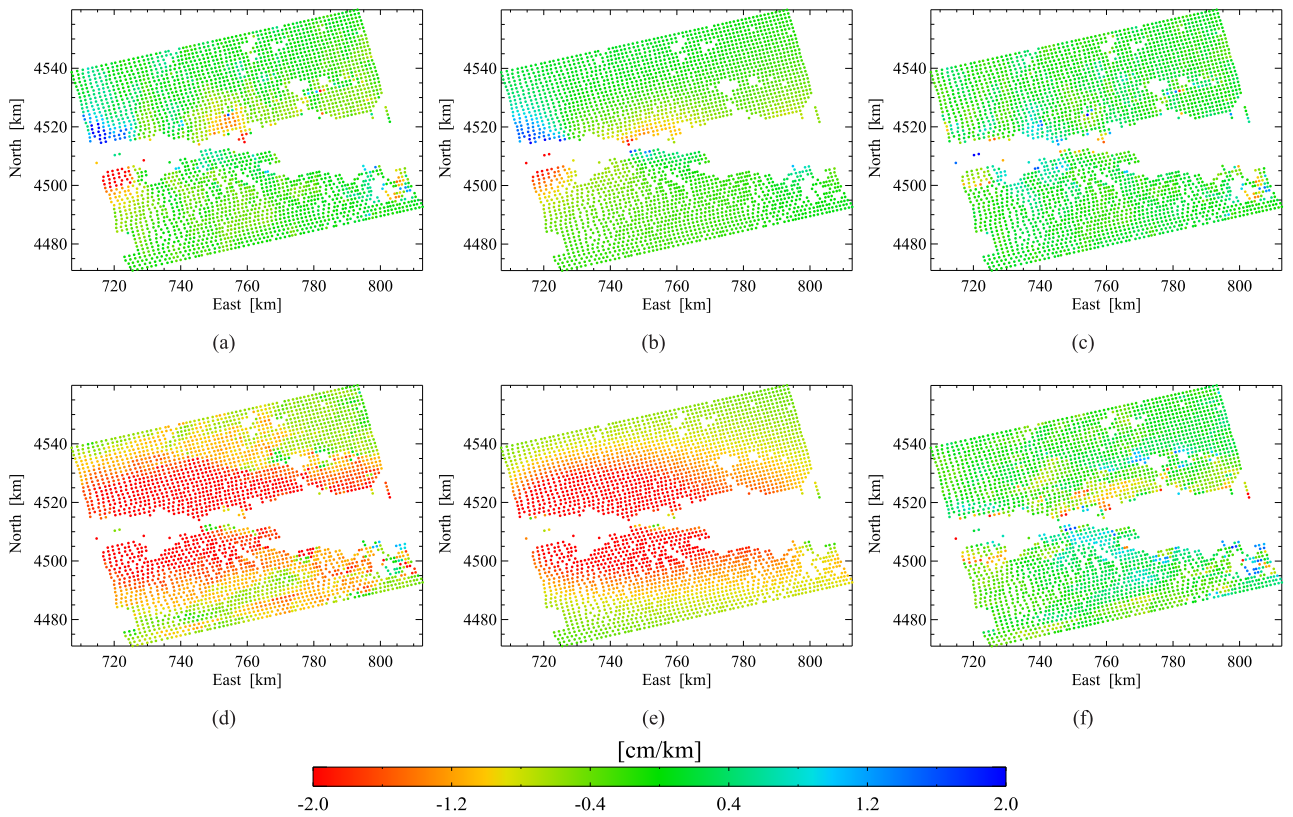 4540 4540 4540
4520 4520 4520
North [km] North [km] North [km]
4500 4500 4500
4480 4480 4480
720 740 760 780 800 720 740 760 780 800 720 740 760 780 800
East [km] East [km] East [km]
(a) (b) (c)
4540 4540 4540
4520 4520 4520
North [km] North [km] North [km]
4500 4500 4500
4480 4480 4480
720 740 760 780 800 720 740 760 780 800 720 740 760 780 800
East [km] East [km] East [km]
(d) (e) (f)
[cm/km]
-2.0 -1.2 -0.4 0.4 1.2 2.0